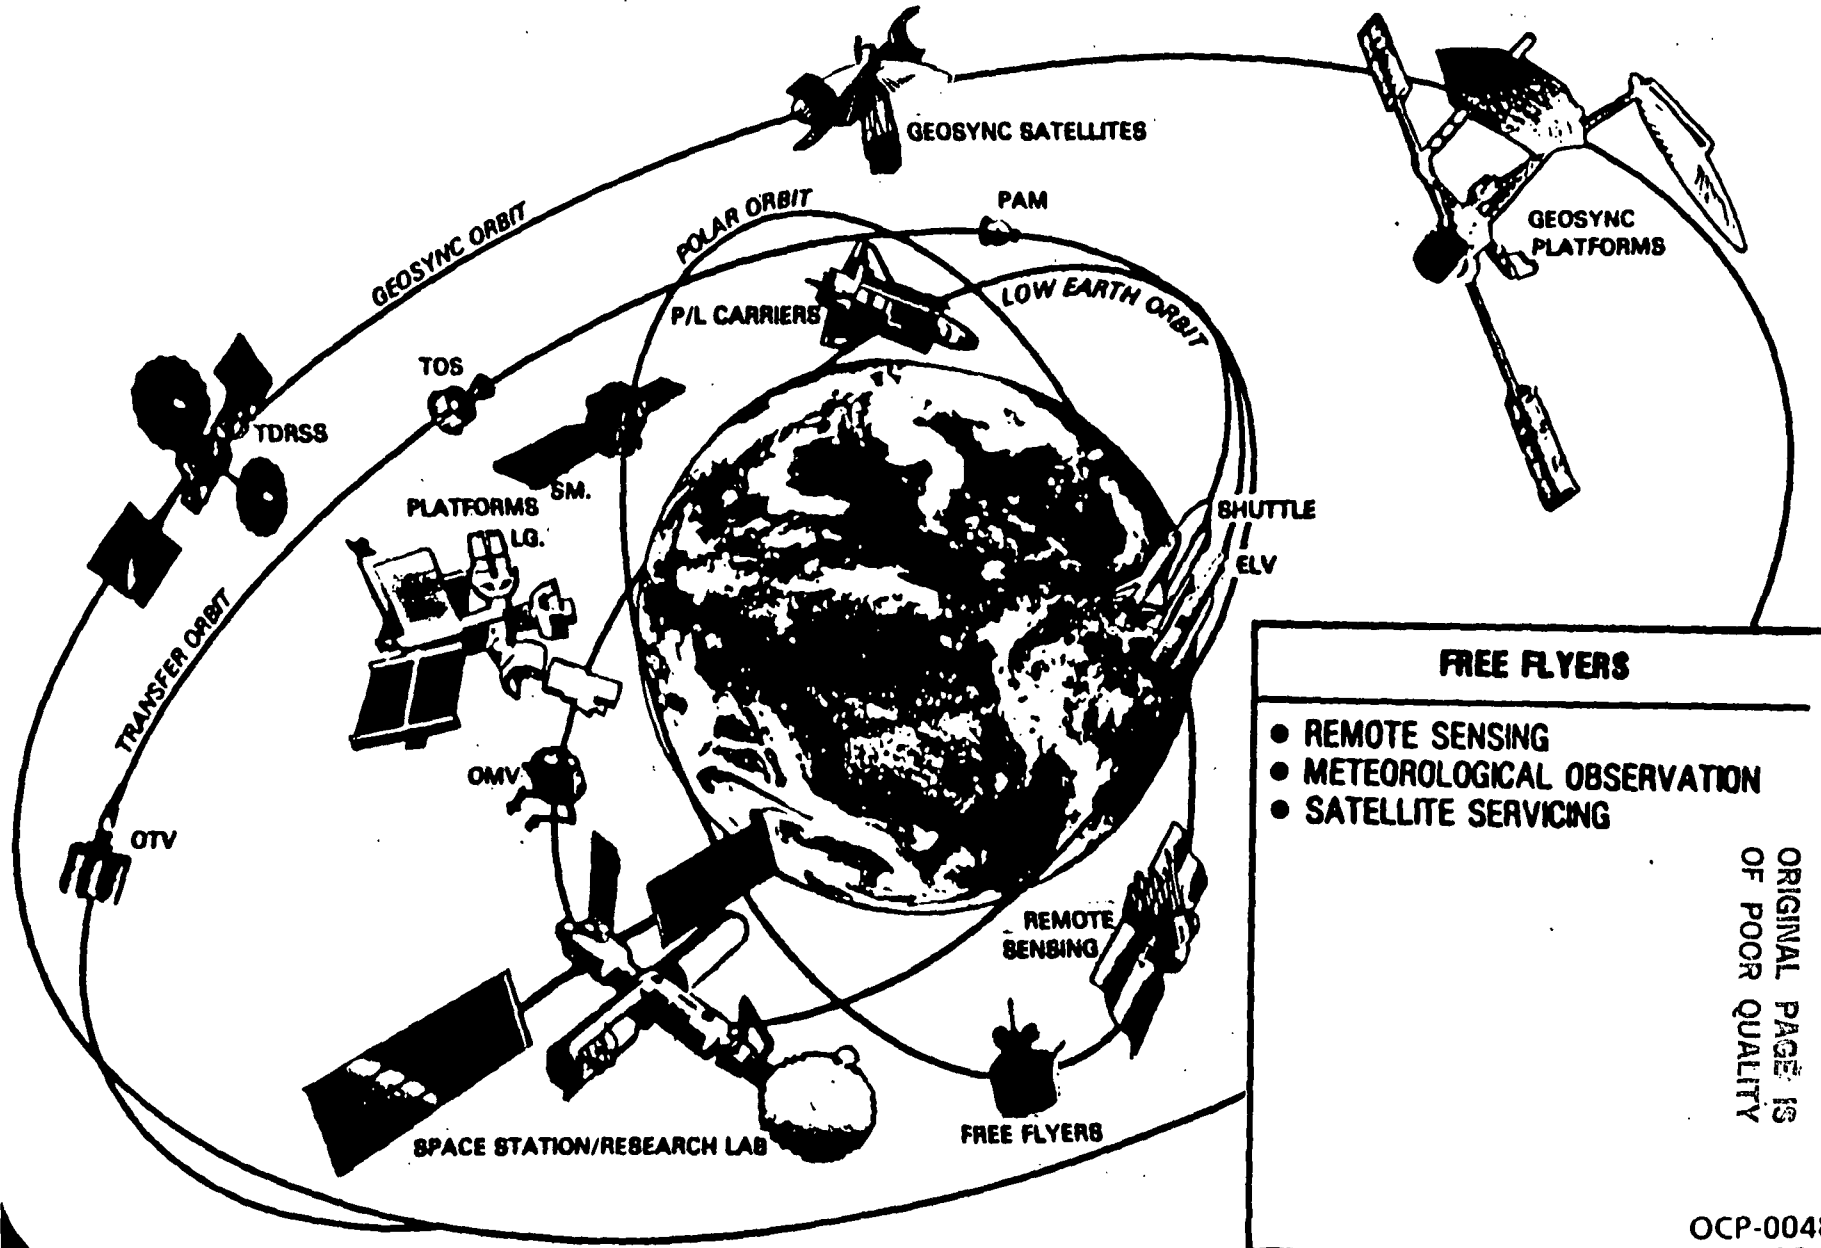 GEOSYNC SATELLITES
GEOSYNC ORBIT
POLAR ORBIT
PAM
GEOSYNC
PLATFORMS
P/L CARRIERS
LOW EARTH ORBIT
TOS
TDRSS
SM.
PLATFORMS
LG.
SHUTTLE
ELV
TRANSFER ORBIT
OMV
OTV
REMOTE
SENSING
SPACE STATION/RESEARCH LAB
FREE FLYERS
FREE FLYERS
● REMOTE SENSING
● METEOROLOGICAL OBSERVATION
● SATELLITE SERVICING
ORIGINAL PAGE IS
OF POOR QUALITY